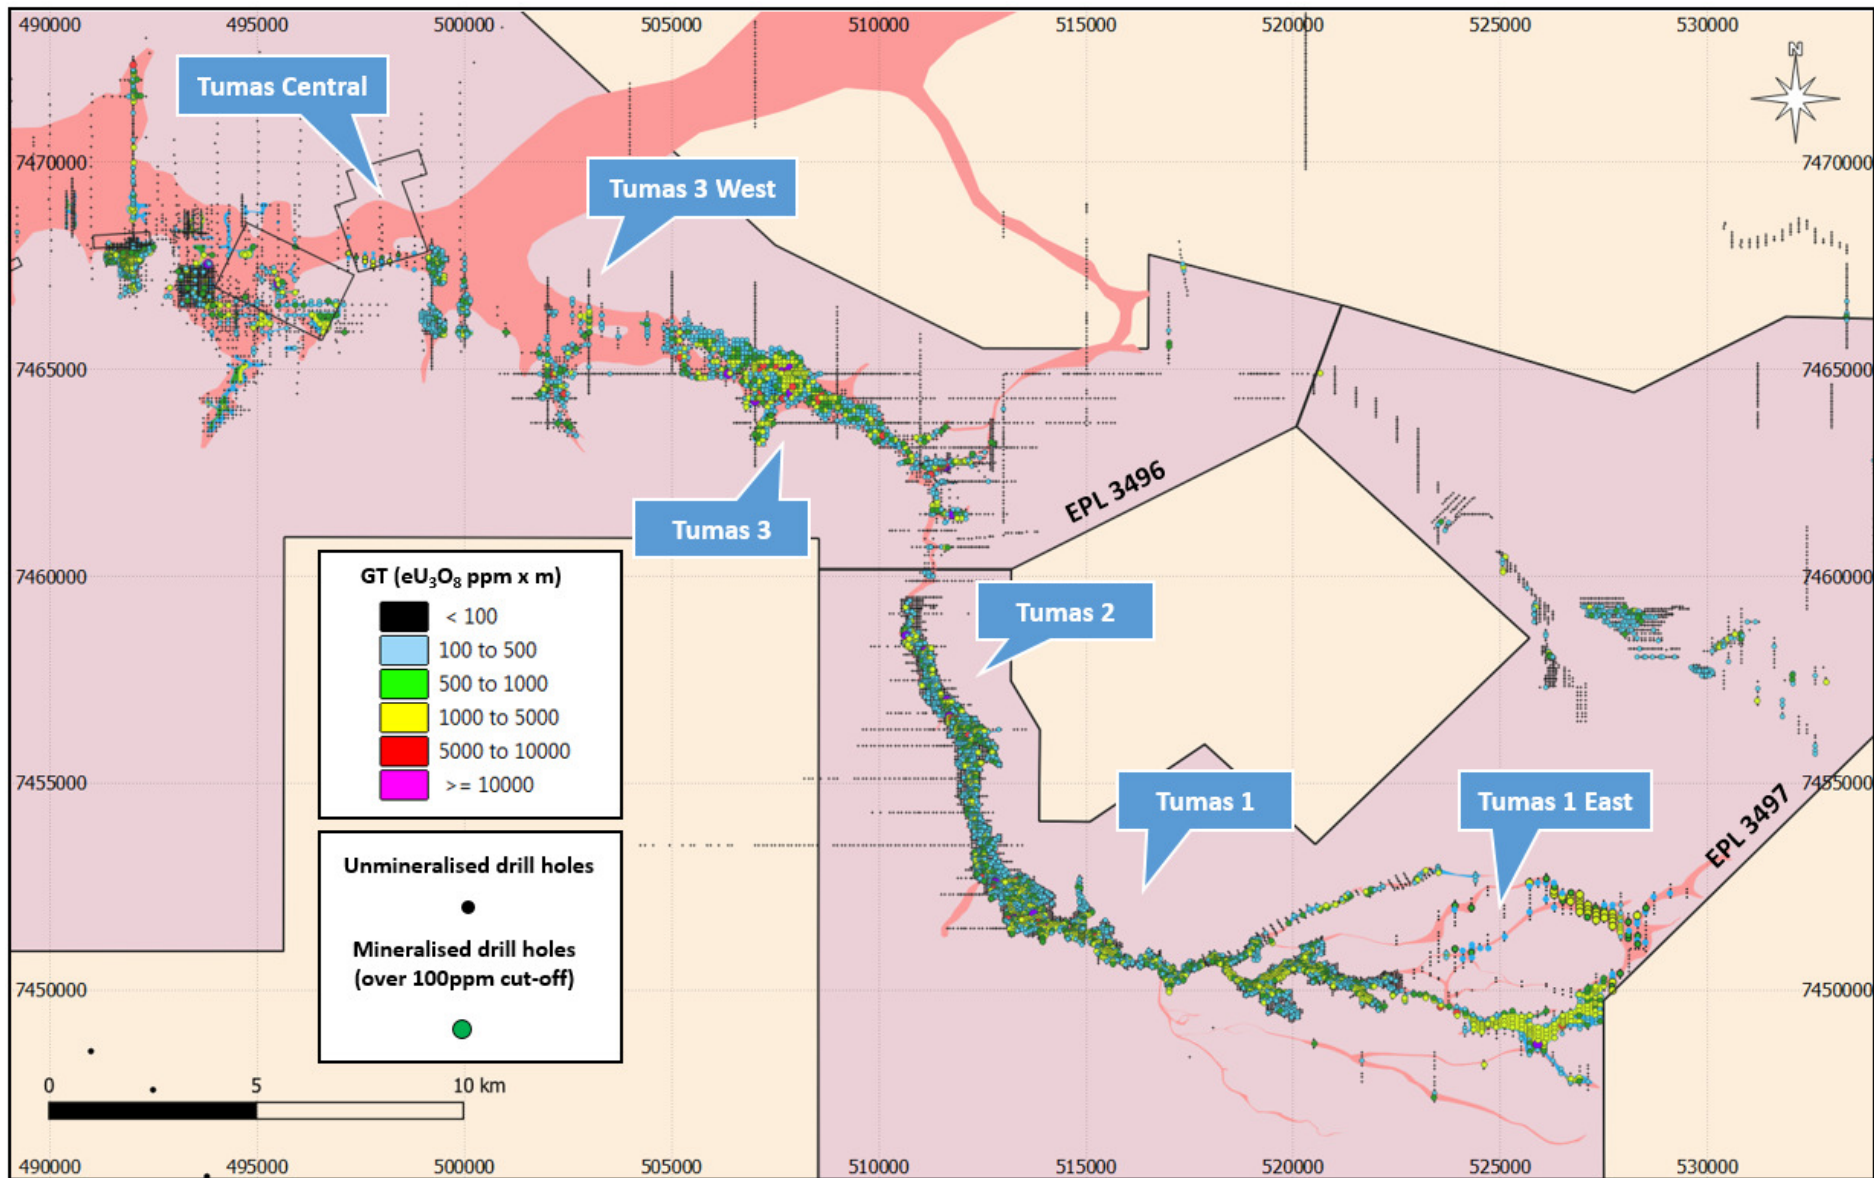 490000 495000 500000 505000 510000 515000 520000 525000 530000
N
Tumas Central
7470000 7470000
Tumas 3 West
7465000 7465000
EPL 3496
Tumas 3
GT (eU₃O₈ ppm x m)
< 100
100 to 500
500 to 1000
1000 to 5000
5000 to 10000
>= 10000
7460000 7460000
Tumas 2
7455000 7455000
Tumas 1
Tumas 1 East
EPL 3497
Unmineralised drill holes
Mineralised drill holes
(over 100ppm cut-off)
7450000 7450000
0 5 10 km
490000 495000 500000 505000 510000 515000 520000 525000 530000